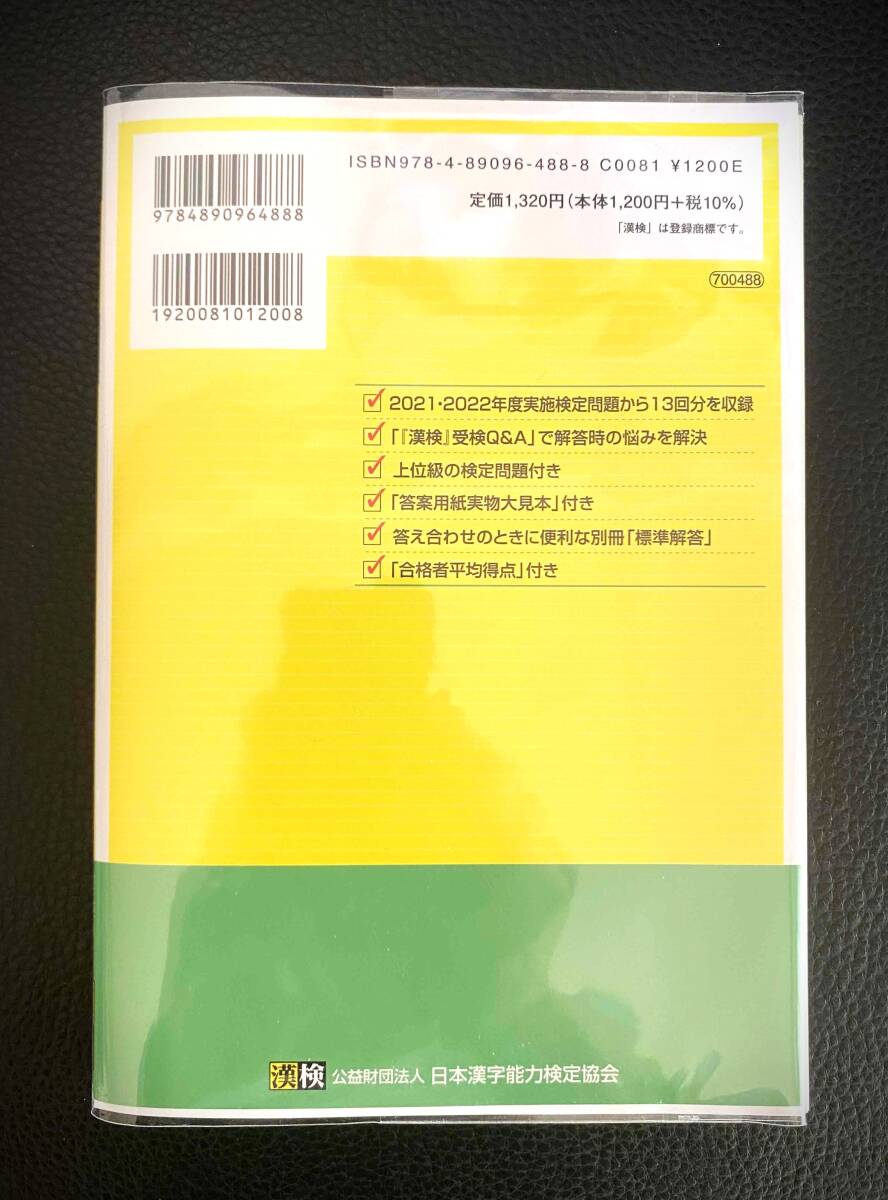 ISBN978-4-89096-488-8 C0081 ¥1200E
9784890964888
定価1,320円(本体1,200円+税10%)
「漢検」は登録商標です。
1920081012008
700488
2021・2022年度実施検定問題から13回分を収録
「『漢検』受検Q&A」で解答時の悩みを解決
上位級の検定問題付き
「答案用紙実物大見本」付き
答え合わせのときに便利な別冊「標準解答」
「合格者平均得点」付き
漢検 公益財団法人 日本漢字能力検定協会